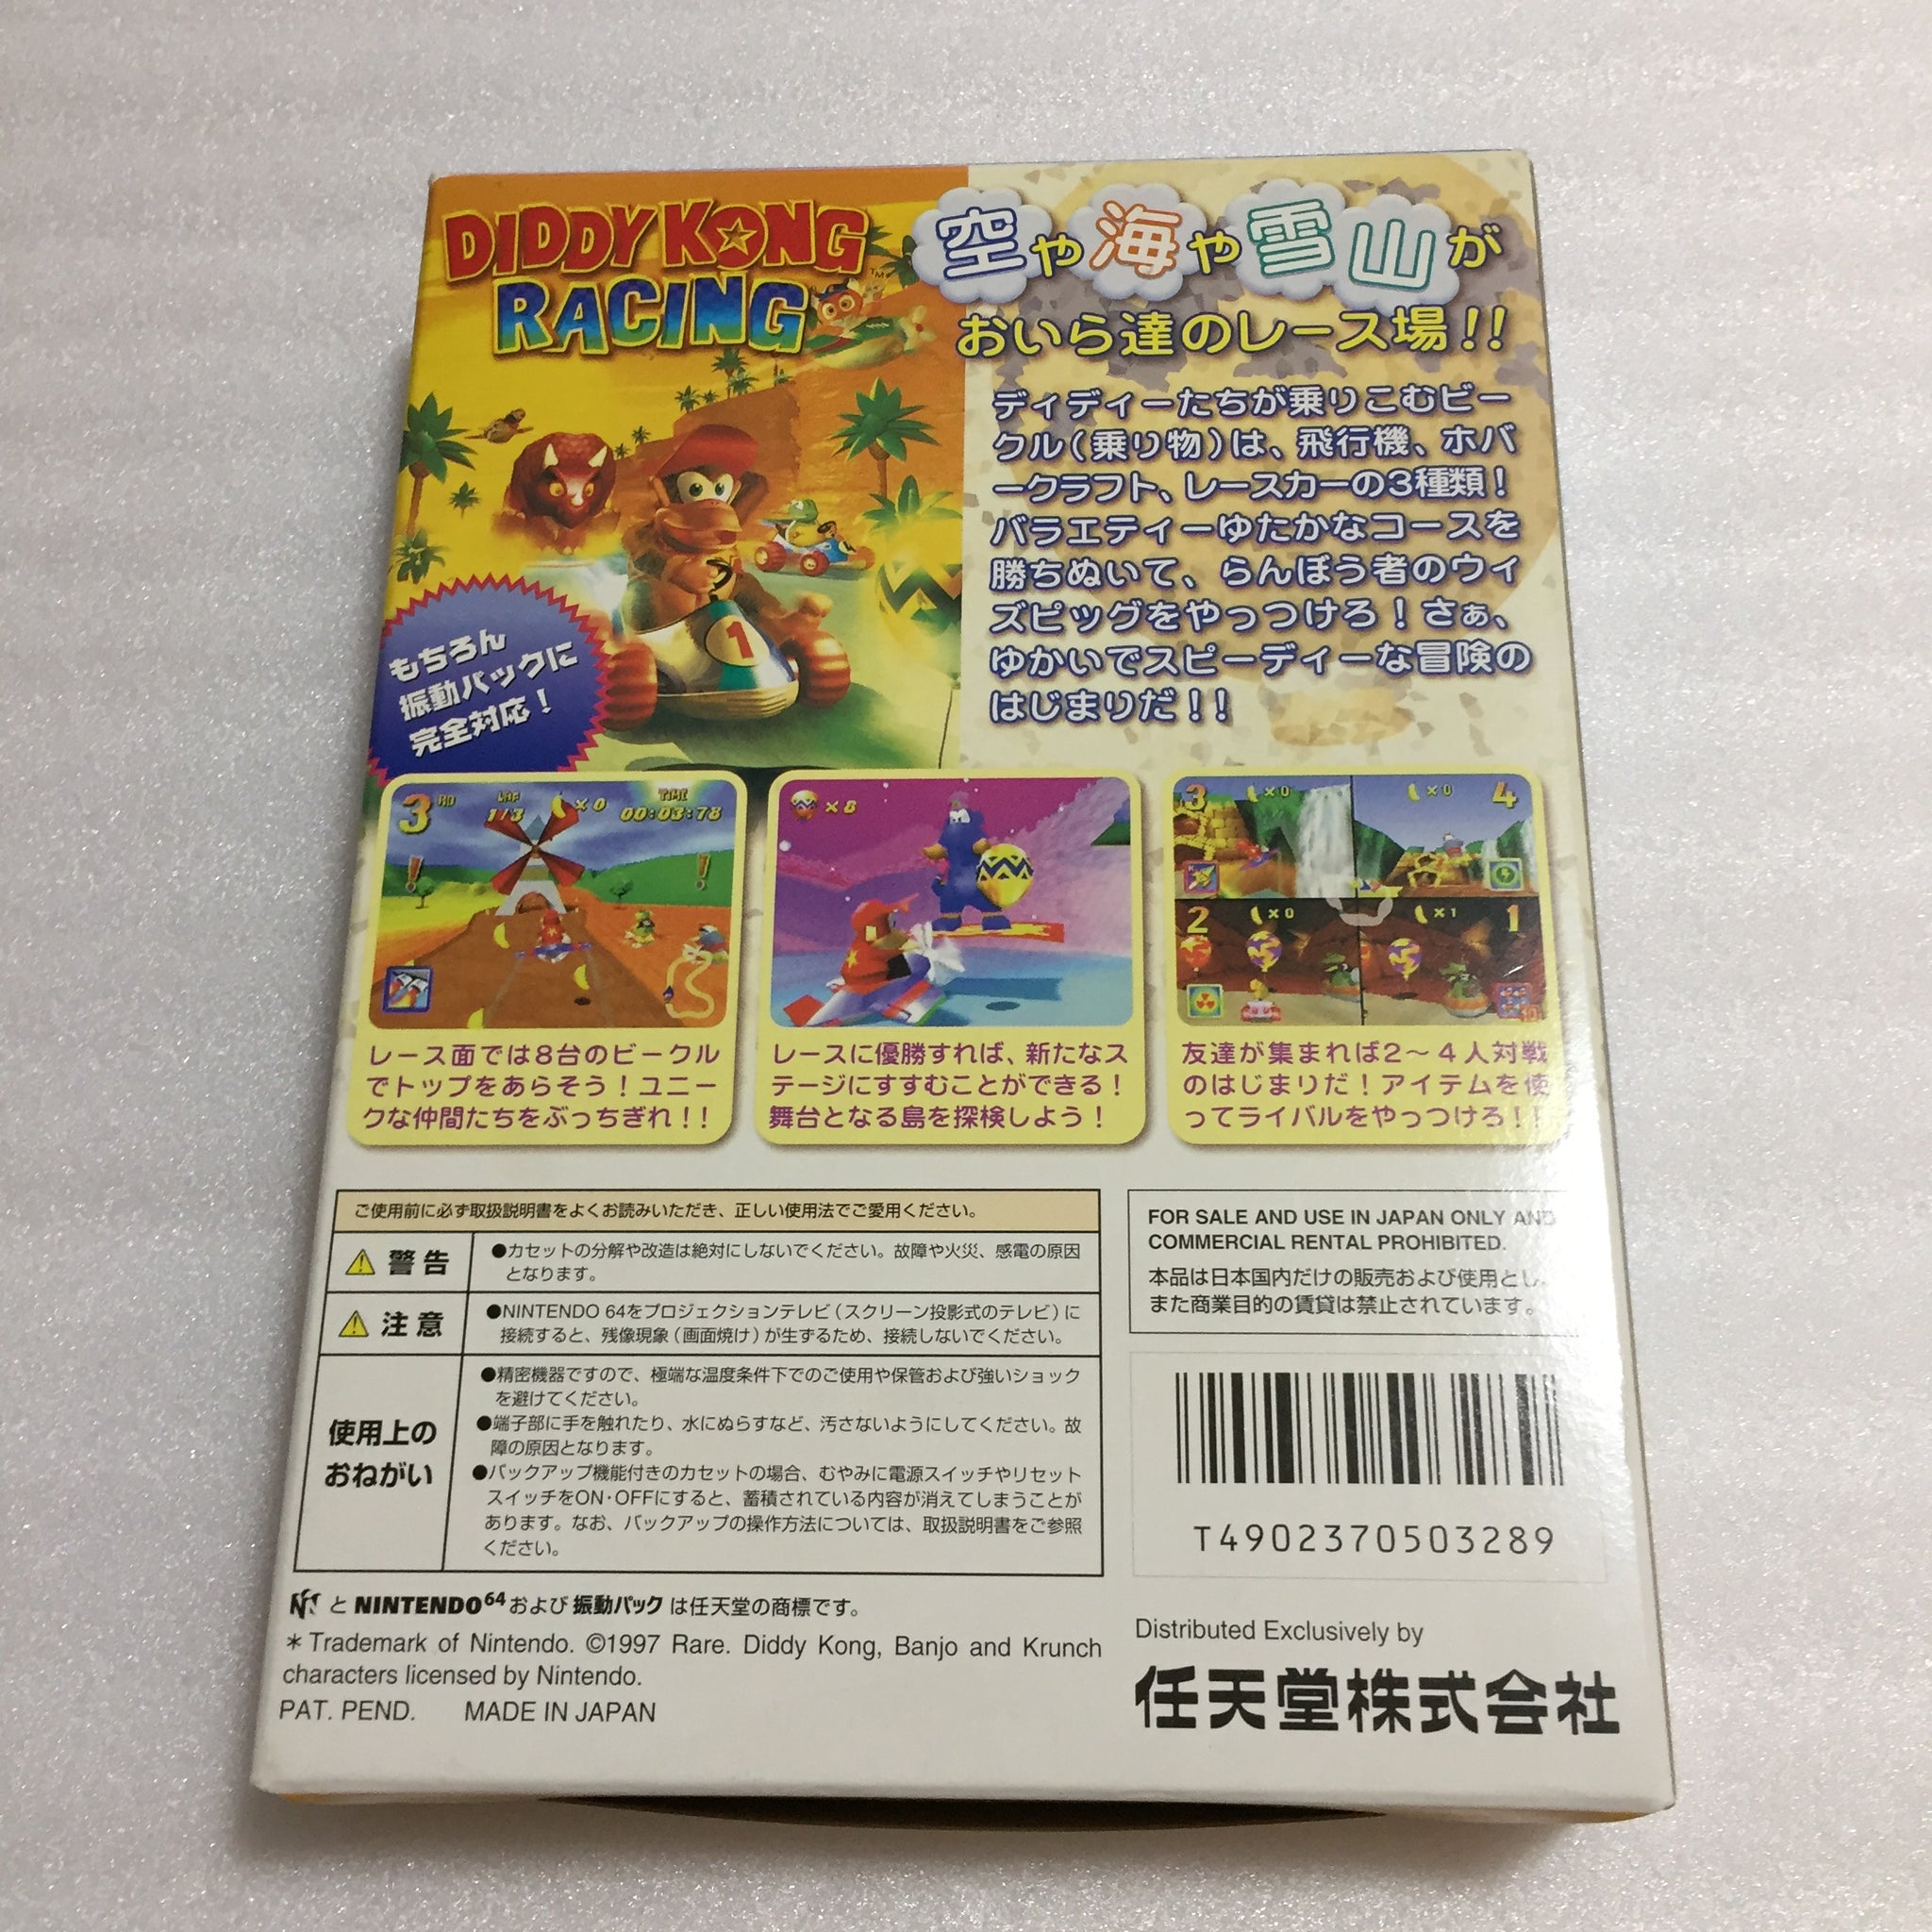 DIDDY KONG
RACING
TM
空や海や雪山が
おいら達のレース場!!
ディディーたちが乗りこむビー
クル(乗り物)は、飛行機、ホバ
ークラフト、レースカーの3種類!
バラエティーゆたかなコースを
勝ちぬいて、らんぼう者のウィ
ズピッグをやっつけろ!さぁ、
ゆかいでスピーディーな冒険の
はじまりだ!!
1
もちろん
振動パックに
完全対応!
3RD LAP 1/3 ×0 TIME 00:03:78
×8
3 ×0 ×0 4
2 ×0 ×1 1
レース面では8台のビークル
でトップをあらそう!ユニー
クな仲間たちをぶっちぎれ!!
レースに優勝すれば、新たなス
テージにすすむことができる!
舞台となる島を探検しよう!
友達が集まれば2〜4人対戦
のはじまりだ!アイテムを使
ってライバルをやっつけろ!!
ご使用前に必ず取扱説明書をよくお読みいただき、正しい使用法でご愛用ください。
警告
●カセットの分解や改造は絶対にしないでください。故障や火災、感電の原因
となります。
注意
●NINTENDO 64をプロジェクションテレビ(スクリーン投影式のテレビ)に
接続すると、残像現象(画面焼け)が生ずるため、接続しないでください。
使用上の
おねがい
●精密機器ですので、極端な温度条件下でのご使用や保管および強いショック
を避けてください。
●端子部に手を触れたり、水にぬらすなど、汚さないようにしてください。故
障の原因となります。
●バックアップ機能付きのカセットの場合、むやみに電源スイッチやリセット
スイッチをON・OFFにすると、蓄積されている内容が消えてしまうことが
あります。なお、バックアップの操作方法については、取扱説明書をご参照
ください。
FOR SALE AND USE IN JAPAN ONLY AND
COMMERCIAL RENTAL PROHIBITED.
本品は日本国内だけの販売および使用とし、
また商業目的の賃貸は禁止されています。
T4902370503289
と NINTENDO64 および 振動パック は任天堂の商標です。
＊Trademark of Nintendo. ©1997 Rare. Diddy Kong, Banjo and Krunch
characters licensed by Nintendo.
PAT. PEND. MADE IN JAPAN
Distributed Exclusively by
任天堂株式会社